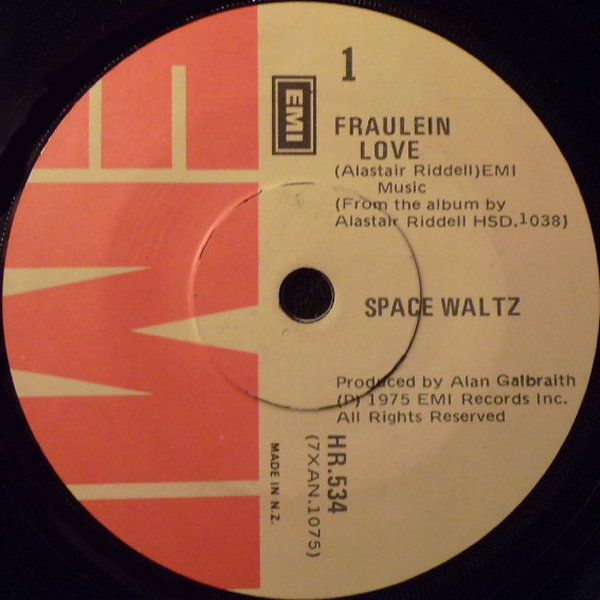 EMI
1
EMI
FRAULEIN
LOVE
(Alastair Riddell)EMI
Music
(From the album by
Alastair Riddell HSD.1038)
SPACE WALTZ
Produced by Alan Galbraith
(P) 1975 EMI Records Inc.
All Rights Reserved
HR.534
(7XAN.1075)
MADE IN N.Z.